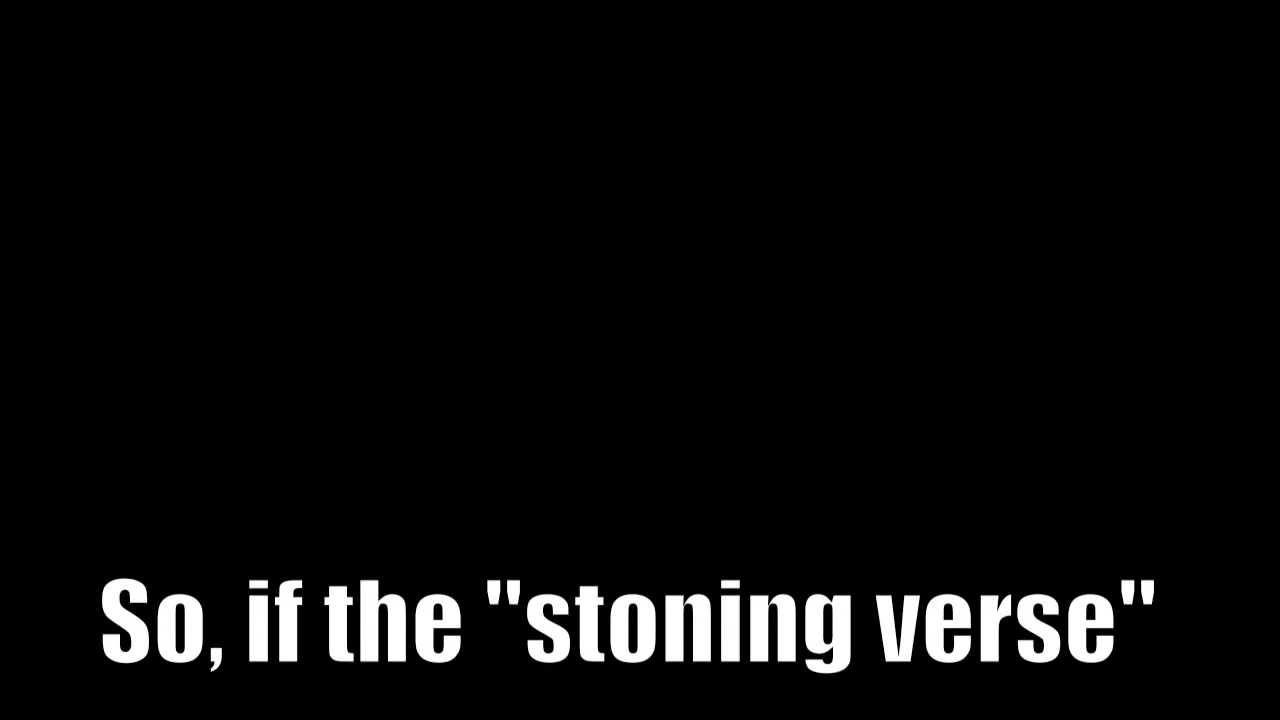 So, if the "stoning verse"